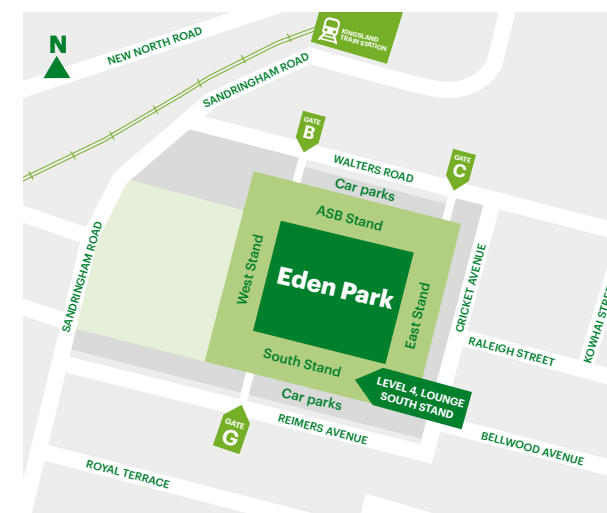 KINGSLAND
TRAIN STATION
N
NEW NORTH ROAD
SANDRINGHAM ROAD
GATE
B
GATE
C
WALTERS ROAD
Car parks
ASB Stand
West Stand
Eden Park
East Stand
CRICKET AVENUE
SANDRINGHAM ROAD
KOWHAI STRE
RALEIGH STREET
South Stand
LEVEL 4, LOUNGE
SOUTH STAND
Car parks
GATE
G
REIMERS AVENUE
BELLWOOD AVENUE
ROYAL TERRACE